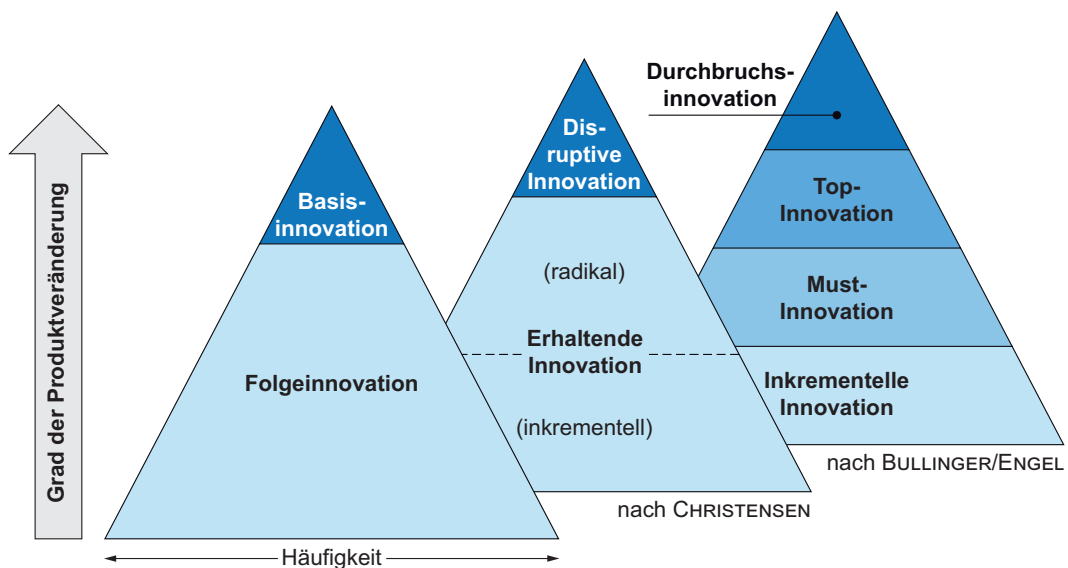 Grad der Produktveränderung
Basis-
innovation
Folgeinnovation
Häufigkeit
Dis-
ruptive
Innovation
(radikal)
Erhaltende
Innovation
(inkrementell)
nach CHRISTENSEN
Durchbruchs-
innovation
Top-
Innovation
Must-
Innovation
Inkrementelle
Innovation
nach BULLINGER/ENGEL